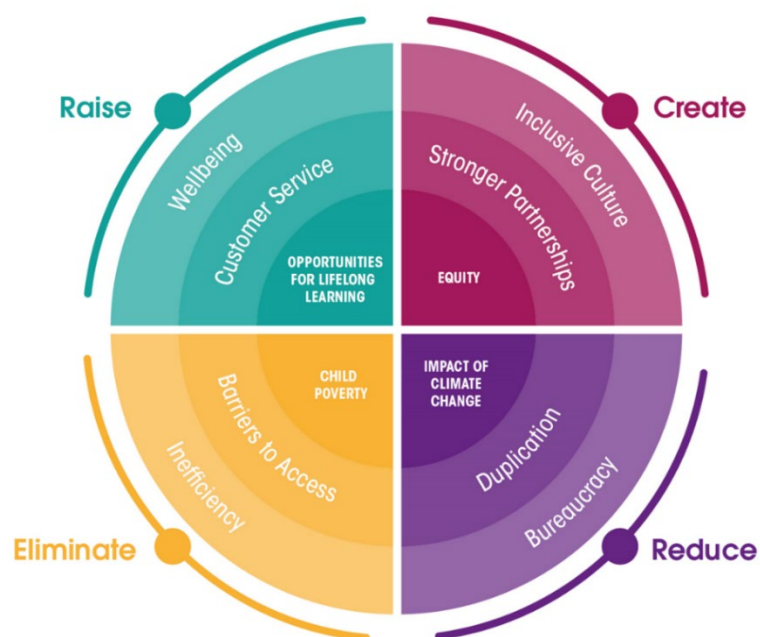 Raise
Wellbeing
Customer Service
OPPORTUNITIES
FOR LIFELONG
LEARNING
Create
Inclusive Culture
Stronger Partnerships
EQUITY
Eliminate
Inefficiency
Barriers to Access
CHILD
POVERTY
Reduce
Bureaucracy
Duplication
IMPACT OF
CLIMATE
CHANGE